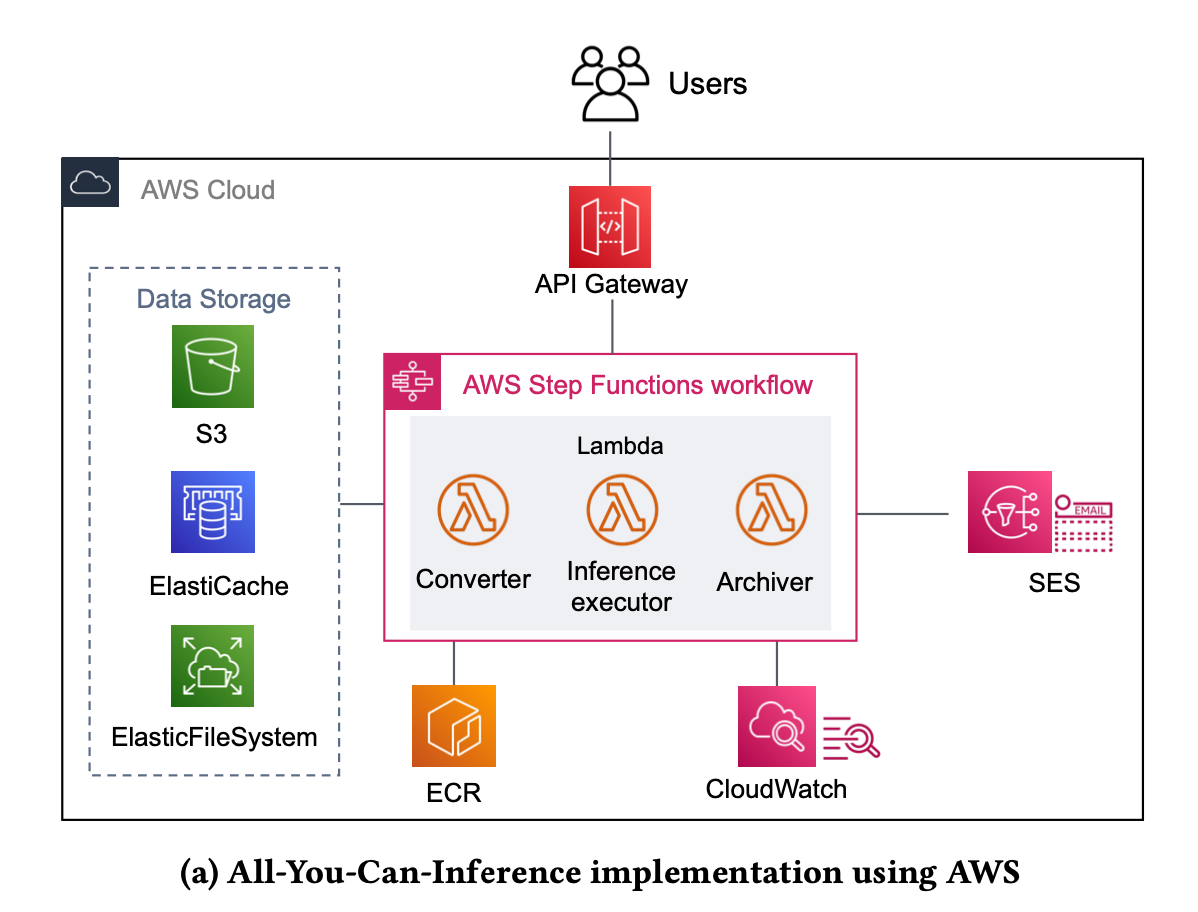 Users
AWS Cloud
API Gateway
Data Storage
S3
ElastiCache
ElasticFileSystem
AWS Step Functions workflow
Lambda
Converter
Inference
executor
Archiver
EMAIL
SES
ECR
CloudWatch
(a) All-You-Can-Inference implementation using AWS